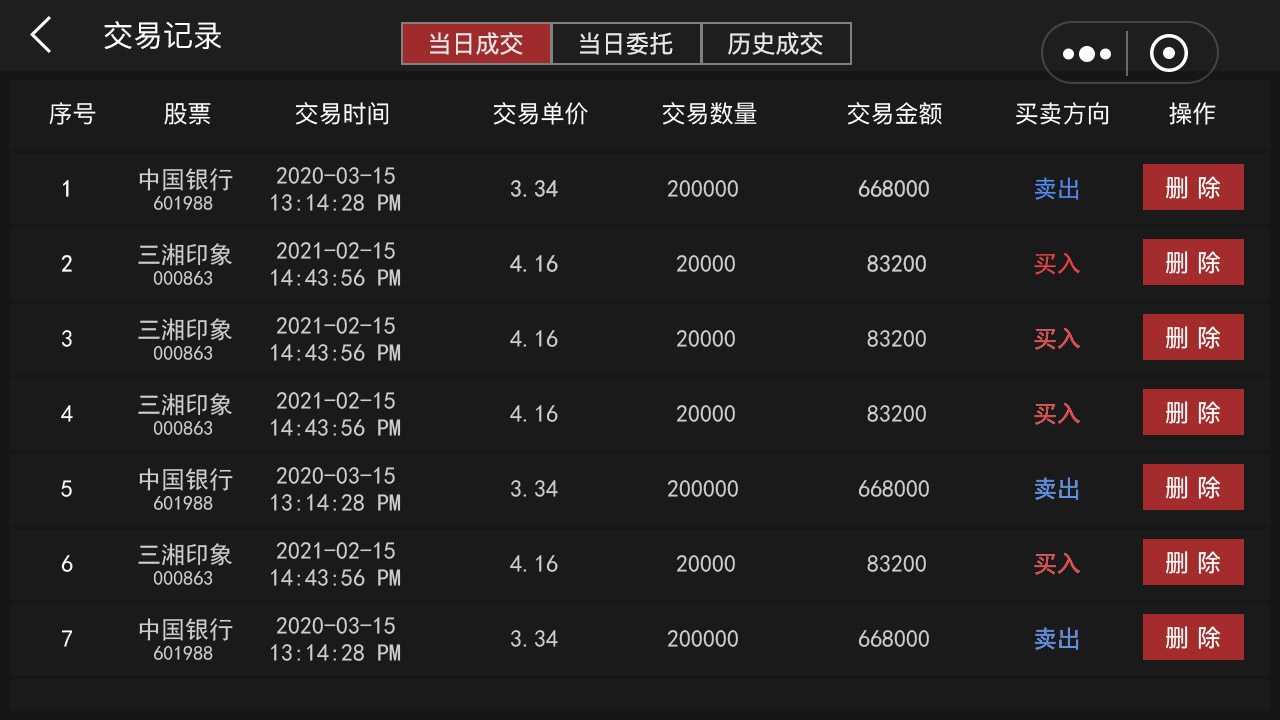 交易记录
当日成交 当日委托 历史成交
序号 股票 交易时间 交易单价 交易数量 交易金额 买卖方向 操作
1 中国银行 2020-03-15 3.34 200000 668000 卖出 删除
601988 13:14:28 PM
2 三湘印象 2021-02-15 4.16 20000 83200 买入 删除
000863 14:43:56 PM
3 三湘印象 2021-02-15 4.16 20000 83200 买入 删除
000863 14:43:56 PM
4 三湘印象 2021-02-15 4.16 20000 83200 买入 删除
000863 14:43:56 PM
5 中国银行 2020-03-15 3.34 200000 668000 卖出 删除
601988 13:14:28 PM
6 三湘印象 2021-02-15 4.16 20000 83200 买入 删除
000863 14:43:56 PM
7 中国银行 2020-03-15 3.34 200000 668000 卖出 删除
601988 13:14:28 PM